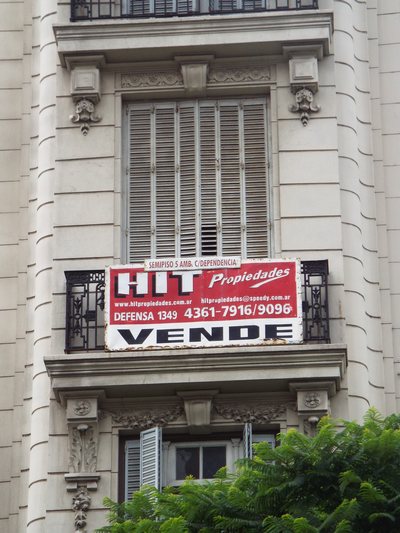 SEMIPISO 5 AMB. C/DEPENDENCIA
HIT Propiedades
www.hitpropiedades.com.ar hitpropiedades@speedy.com.ar
DEFENSA 1349 4361-7916/9096
VENDE